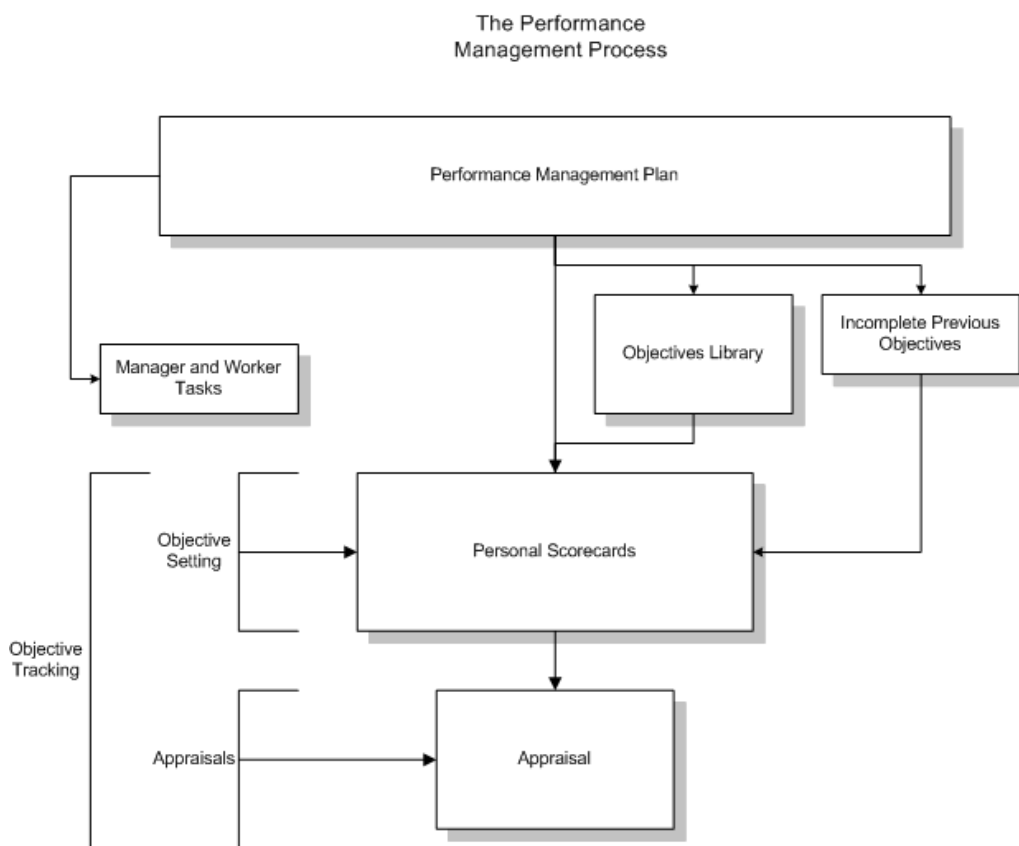 The Performance
Management Process
Performance Management Plan
Objectives Library
Incomplete Previous
Objectives
Manager and Worker
Tasks
Objective
Setting
Personal Scorecards
Objective
Tracking
Appraisals
Appraisal